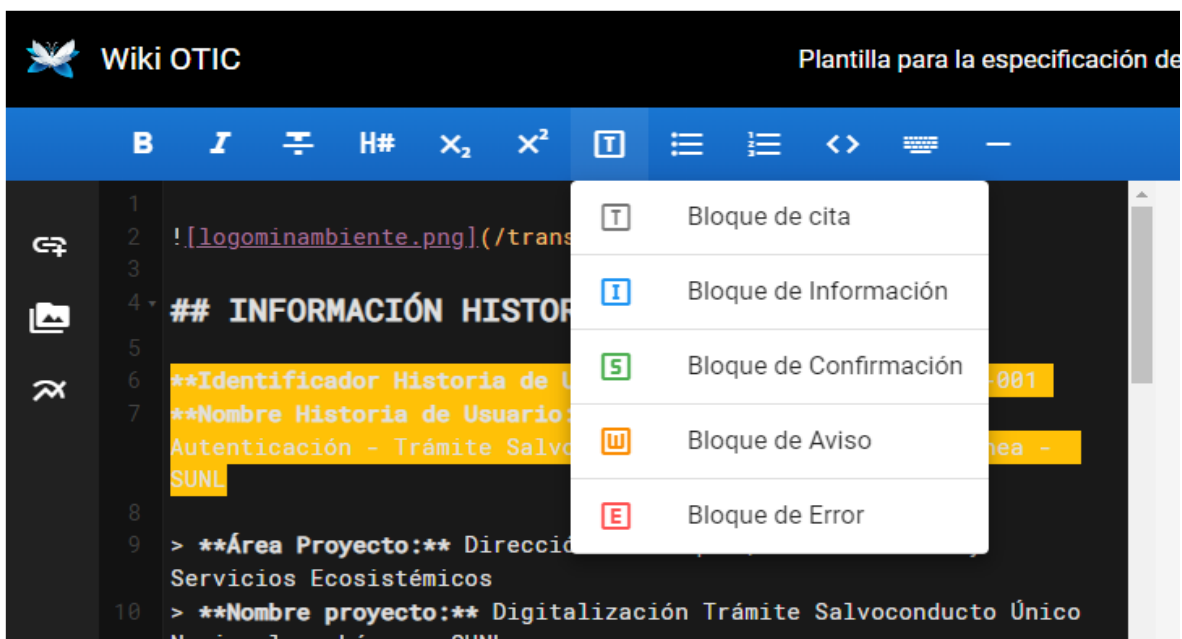 Wiki OTIC
Plantilla para la especificación de
B I T H# X₂ X² T <>
1
2 ![logominambiente.png](/trans
3
4 ## INFORMACIÓN HISTOR
5
6 **Identificador Historia de -001
7 **Nombre Historia de Usuario:
Autenticación - Trámite Salvo -
SUNL
8
9 > **Área Proyecto:** Direcció
Servicios Ecosistémicos
10 > **Nombre proyecto:** Digitalización Trámite Salvoconducto Único
T Bloque de cita
I Bloque de Información
S Bloque de Confirmación
W Bloque de Aviso
E Bloque de Error